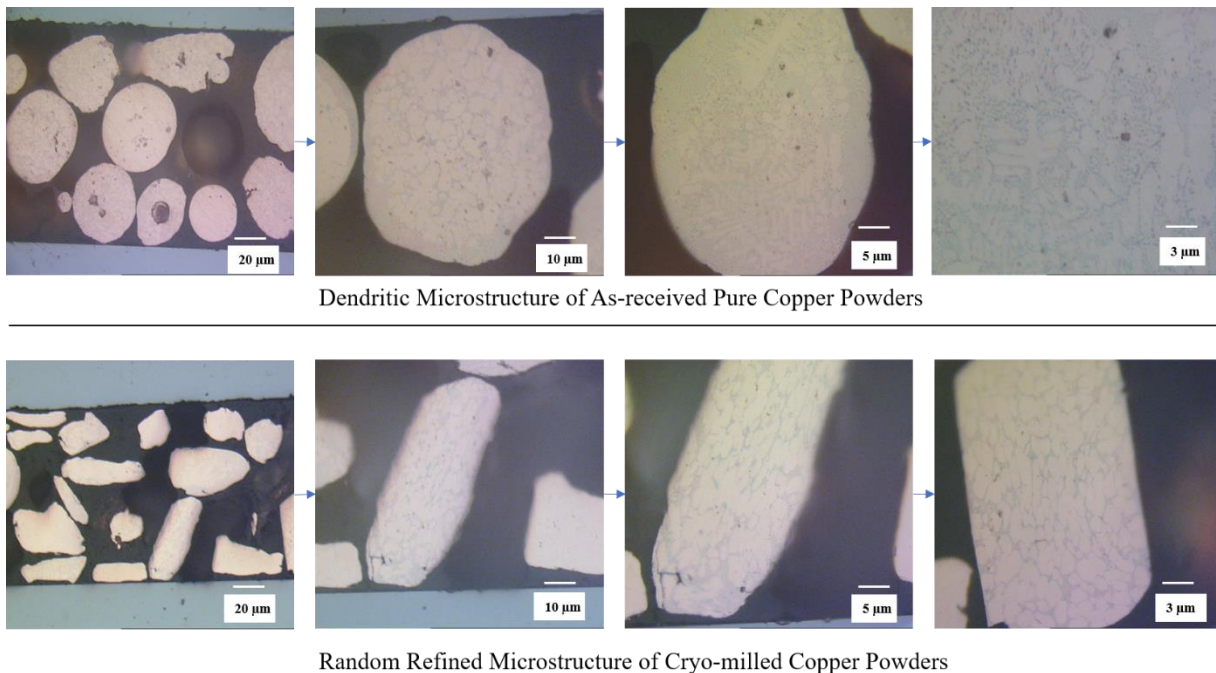 20 µm
10 µm
5 µm
3 µm
Dendritic Microstructure of As-received Pure Copper Powders
20 µm
10 µm
5 µm
3 µm
Random Refined Microstructure of Cryo-milled Copper Powders